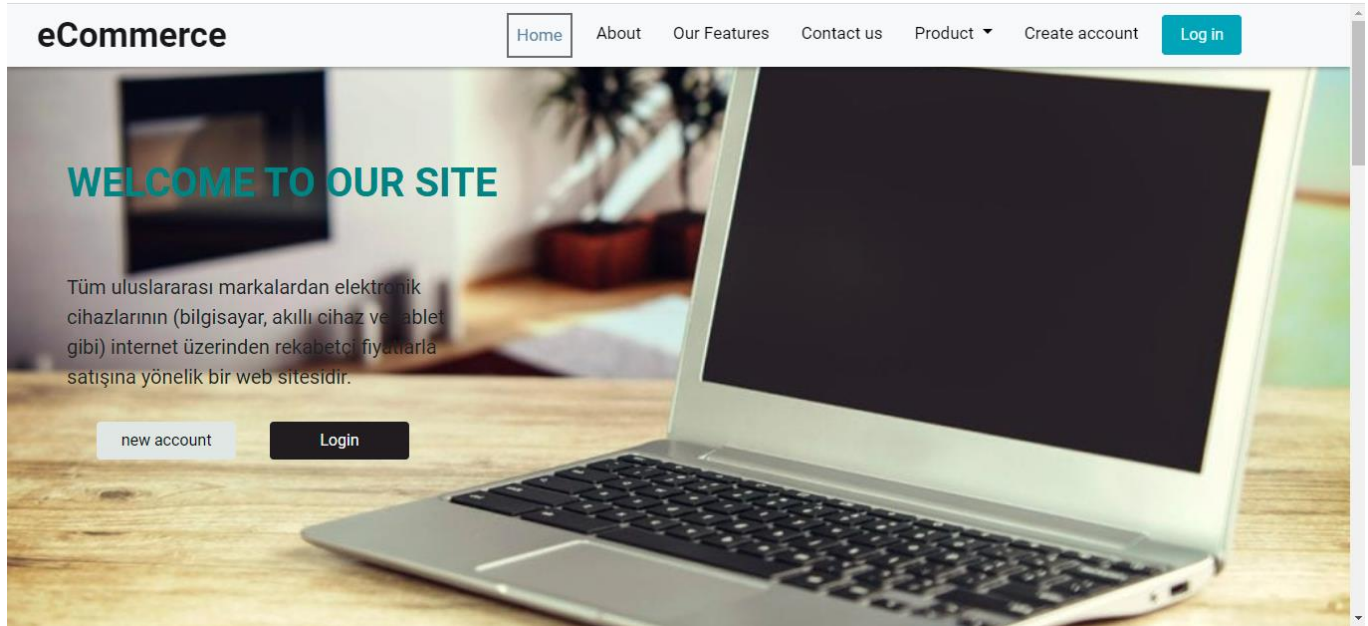 eCommerce
Home About Our Features Contact us Product Create account Log in
WELCOME TO OUR SITE
Tüm uluslararası markalardan elektronik
cihazlarının (bilgisayar, akıllı cihaz ve tablet
gibi) internet üzerinden rekabetçi fiyatlarla
satışına yönelik bir web sitesidir.
new account Login